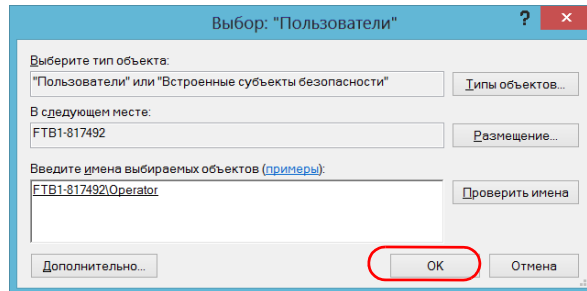 Выбор: "Пользователи"
? ×
Выберите тип объекта:
"Пользователи" или "Встроенные субъекты безопасности"
Типы объектов...
В следующем месте:
FTB1-817492
Размещение...
Введите имена выбираемых объектов (примеры):
FTB1-817492\Operator
Проверить имена
Дополнительно...
ОК
Отмена